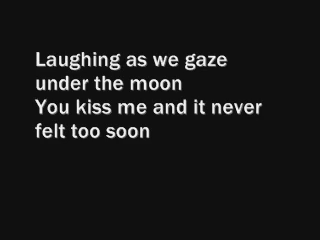 Laughing as we gaze
under the moon
You kiss me and it never
felt too soon